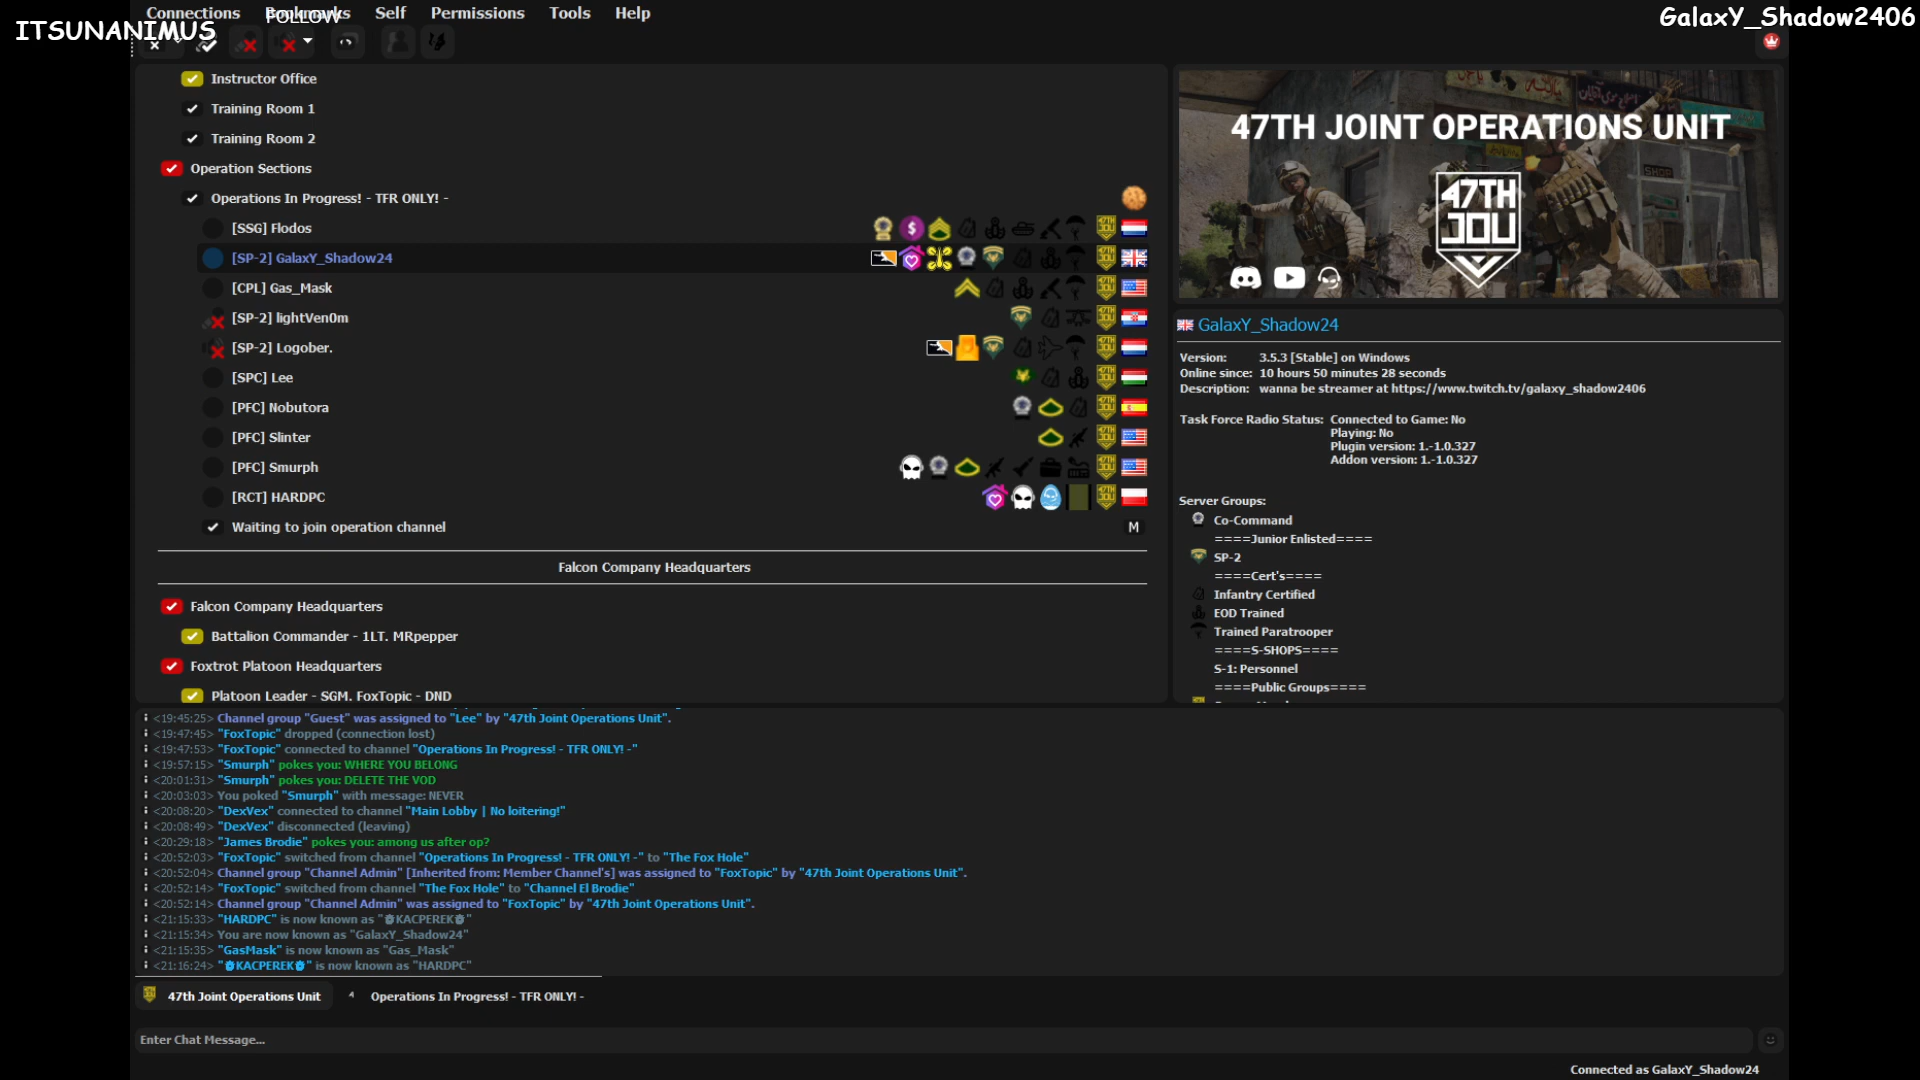 Connections Bookmarks Self Permissions Tools Help
FOLLOW
ITSUNANIMUS
GalaxY_Shadow2406
Instructor Office
Training Room 1
Training Room 2
Operation Sections
Operations In Progress! - TFR ONLY! -
[SSG] Flodos
[SP-2] GalaxY_Shadow24
[CPL] Gas_Mask
[SP-2] lightVen0m
[SP-2] Logober.
[SPC] Lee
[PFC] Nobutora
[PFC] Slinter
[PFC] Smurph
[RCT] HARDPC
Waiting to join operation channel
M
Falcon Company Headquarters
Falcon Company Headquarters
Battalion Commander - 1LT. MRpepper
Foxtrot Platoon Headquarters
Platoon Leader - SGM. FoxTopic - DND
47TH JOINT OPERATIONS UNIT
47TH
JOU
SHOP
GalaxY_Shadow24
Version: 3.5.3 [Stable] on Windows
Online since: 10 hours 50 minutes 28 seconds
Description: wanna be streamer at https://www.twitch.tv/galaxy_shadow2406
Task Force Radio Status: Connected to Game: No
Playing: No
Plugin version: 1.-1.0.327
Addon version: 1.-1.0.327
Server Groups:
Co-Command
====Junior Enlisted====
SP-2
====Cert's====
Infantry Certified
EOD Trained
Trained Paratrooper
====S-SHOPS====
S-1: Personnel
====Public Groups====
<19:45:25> Channel group "Guest" was assigned to "Lee" by "47th Joint Operations Unit".
<19:47:45> "FoxTopic" dropped (connection lost)
<19:47:53> "FoxTopic" connected to channel "Operations In Progress! - TFR ONLY! -"
<19:57:15> "Smurph" pokes you: WHERE YOU BELONG
<20:01:31> "Smurph" pokes you: DELETE THE VOD
<20:03:03> You poked "Smurph" with message: NEVER
<20:08:20> "DexVex" connected to channel "Main Lobby | No loitering!"
<20:08:49> "DexVex" disconnected (leaving)
<20:29:18> "James Brodie" pokes you: among us after op?
<20:52:03> "FoxTopic" switched from channel "Operations In Progress! - TFR ONLY! -" to "The Fox Hole"
<20:52:04> Channel group "Channel Admin" [Inherited from: Member Channel's] was assigned to "FoxTopic" by "47th Joint Operations Unit".
<20:52:14> "FoxTopic" switched from channel "The Fox Hole" to "Channel El Brodie"
<20:52:14> Channel group "Channel Admin" was assigned to "FoxTopic" by "47th Joint Operations Unit".
<21:15:33> "HARDPC" is now known as "✪KACPEREK✪"
<21:15:34> You are now known as "GalaxY_Shadow24"
<21:15:35> "GasMask" is now known as "Gas_Mask"
<21:16:24> "✪KACPEREK✪" is now known as "HARDPC"
47th Joint Operations Unit
Operations In Progress! - TFR ONLY! -
Enter Chat Message...
Connected as GalaxY_Shadow24